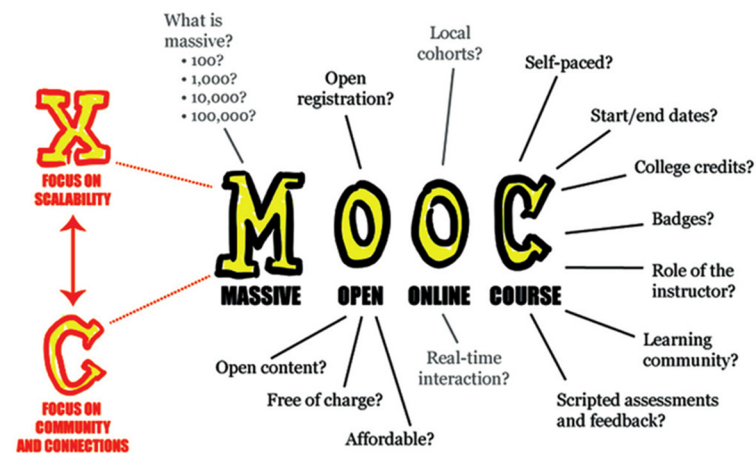 What is
massive?
• 100?
• 1,000?
• 10,000?
• 100,000?
Open
registration?
Local
cohorts?
Self-paced?
Start/end dates?
College credits?
Badges?
Role of the
instructor?
Learning
community?
Scripted assessments
and feedback?
X
FOCUS ON
SCALABILITY
C
FOCUS ON
COMMUNITY
AND CONNECTIONS
MOOC
MASSIVE OPEN ONLINE COURSE
Open content?
Free of charge?
Affordable?
Real-time
interaction?